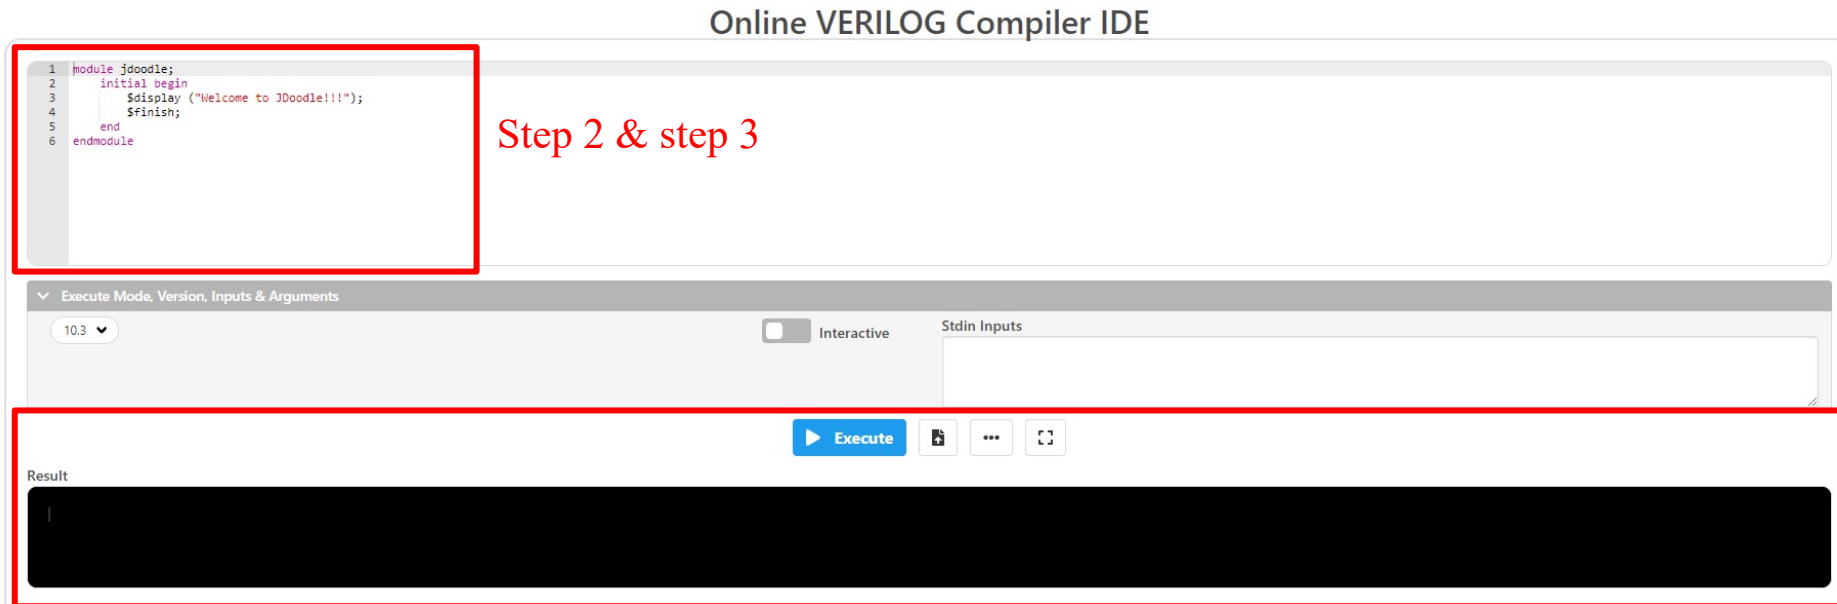 Online VERILOG Compiler IDE
1 module jdoodle;
2 initial begin
3 $display ("Welcome to JDoodle!!!");
4 $finish;
5 end
6 endmodule
Step 2 & step 3
Execute Mode, Version, Inputs & Arguments
10.3
Interactive
Stdin Inputs
Execute
Result